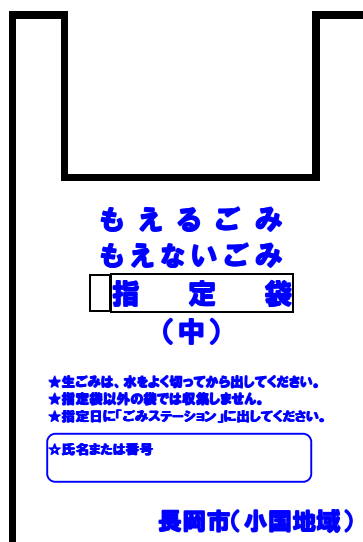 もえるごみ
もえないごみ
指定袋
（中）
★生ごみは、水をよく切ってから出してください。
★指定袋以外の袋では収集しません。
★指定日に「ごみステーション」に出してください。
☆氏名または番号
長岡市（小国地域）